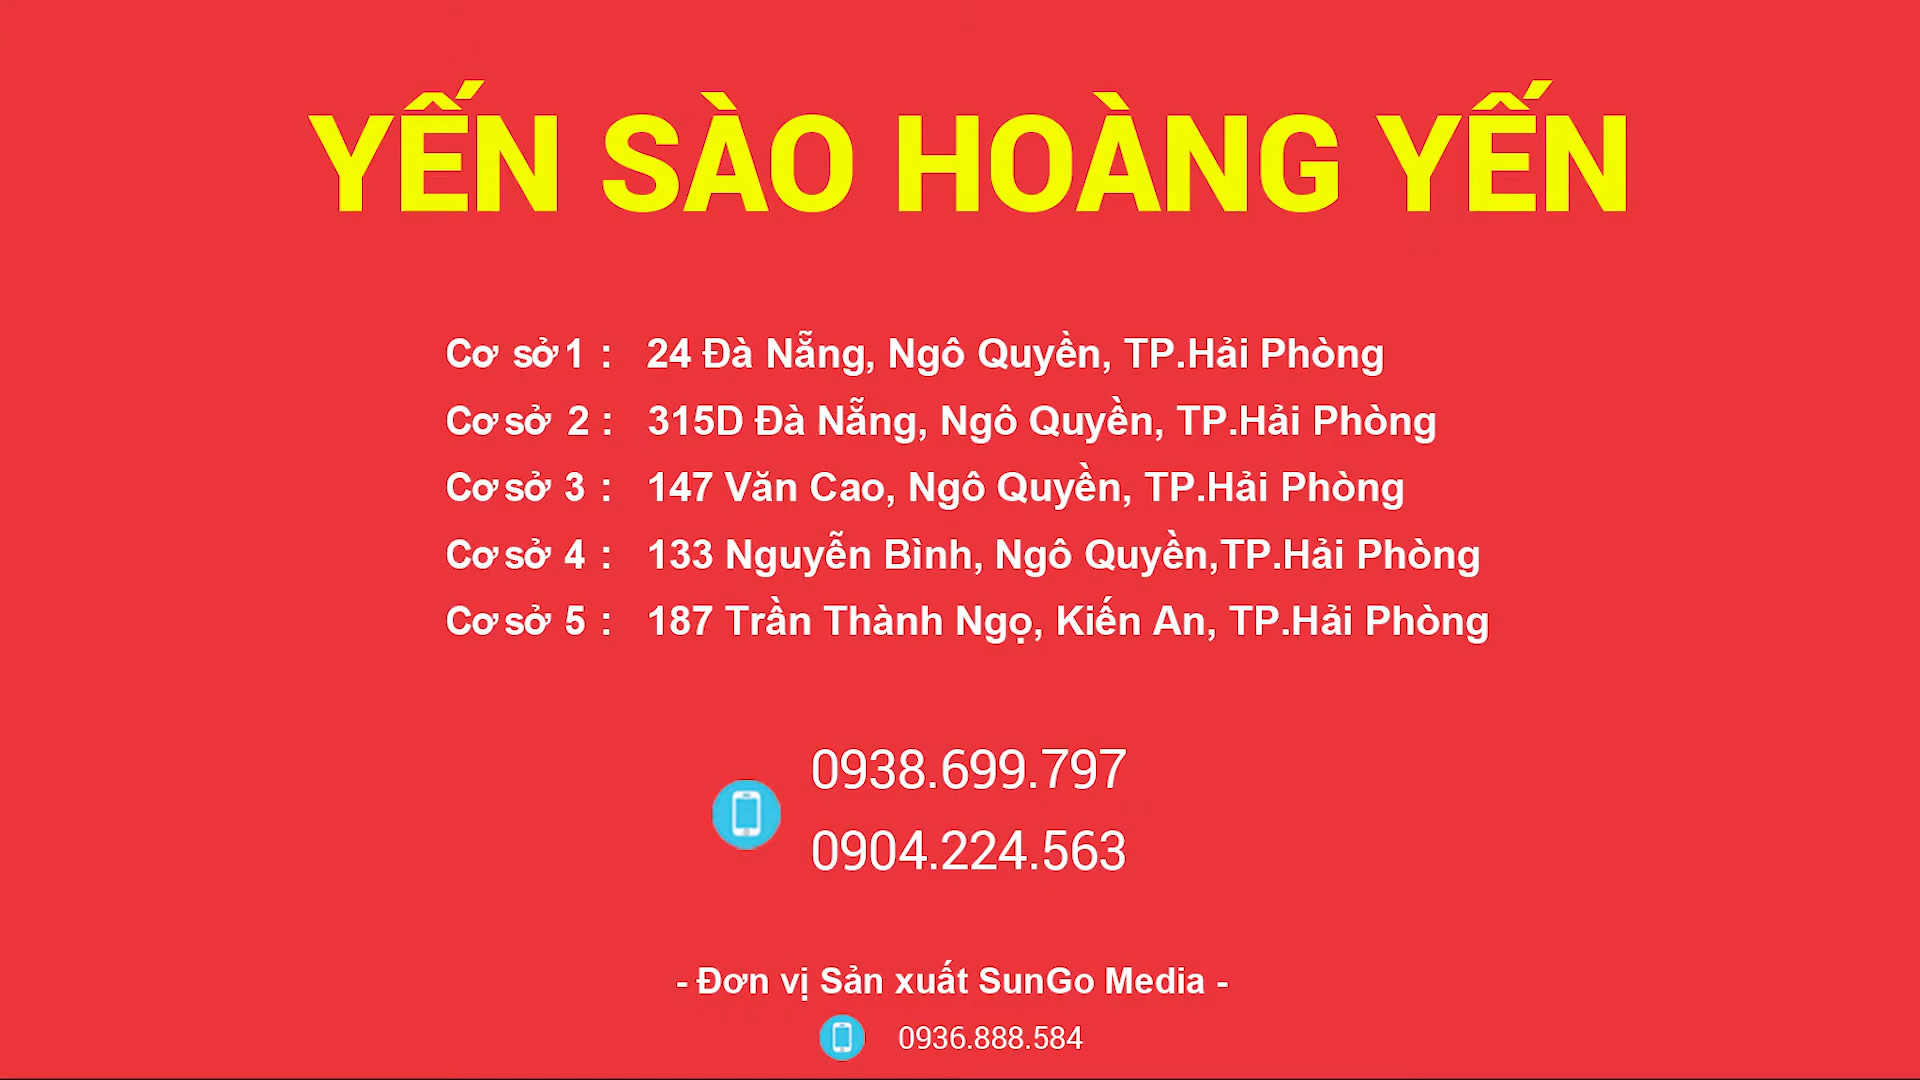 YẾN SÀO HOÀNG YẾN
Cơ sở 1 : 24 Đà Nẵng, Ngô Quyền, TP.Hải Phòng
Cơ sở 2 : 315D Đà Nẵng, Ngô Quyền, TP.Hải Phòng
Cơ sở 3 : 147 Văn Cao, Ngô Quyền, TP.Hải Phòng
Cơ sở 4 : 133 Nguyễn Bình, Ngô Quyền,TP.Hải Phòng
Cơ sở 5 : 187 Trần Thành Ngọ, Kiến An, TP.Hải Phòng
0938.699.797
0904.224.563
- Đơn vị Sản xuất SunGo Media -
0936.888.584